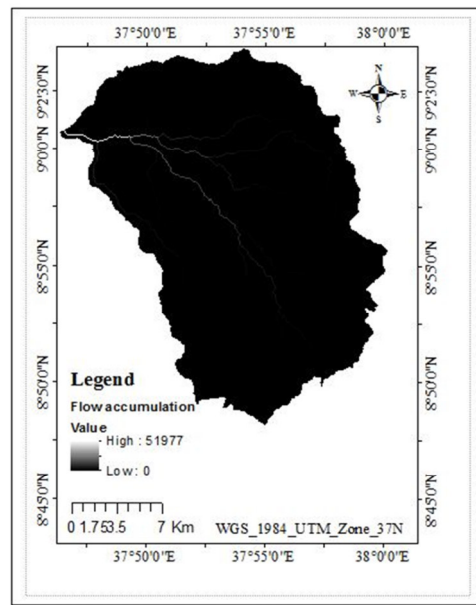 37°50'0"E 37°55'0"E 38°0'0"E
N
W E
S
9°2'30"N 9°2'30"N
9°0'0"N 9°0'0"N
8°55'0"N 8°55'0"N
8°50'0"N 8°50'0"N
8°45'0"N 8°45'0"N
Legend
Flow accumulation
Value
High : 51977
Low : 0
0 1.753.5 7 Km
WGS_1984_UTM_Zone_37N
37°50'0"E 37°55'0"E 38°0'0"E